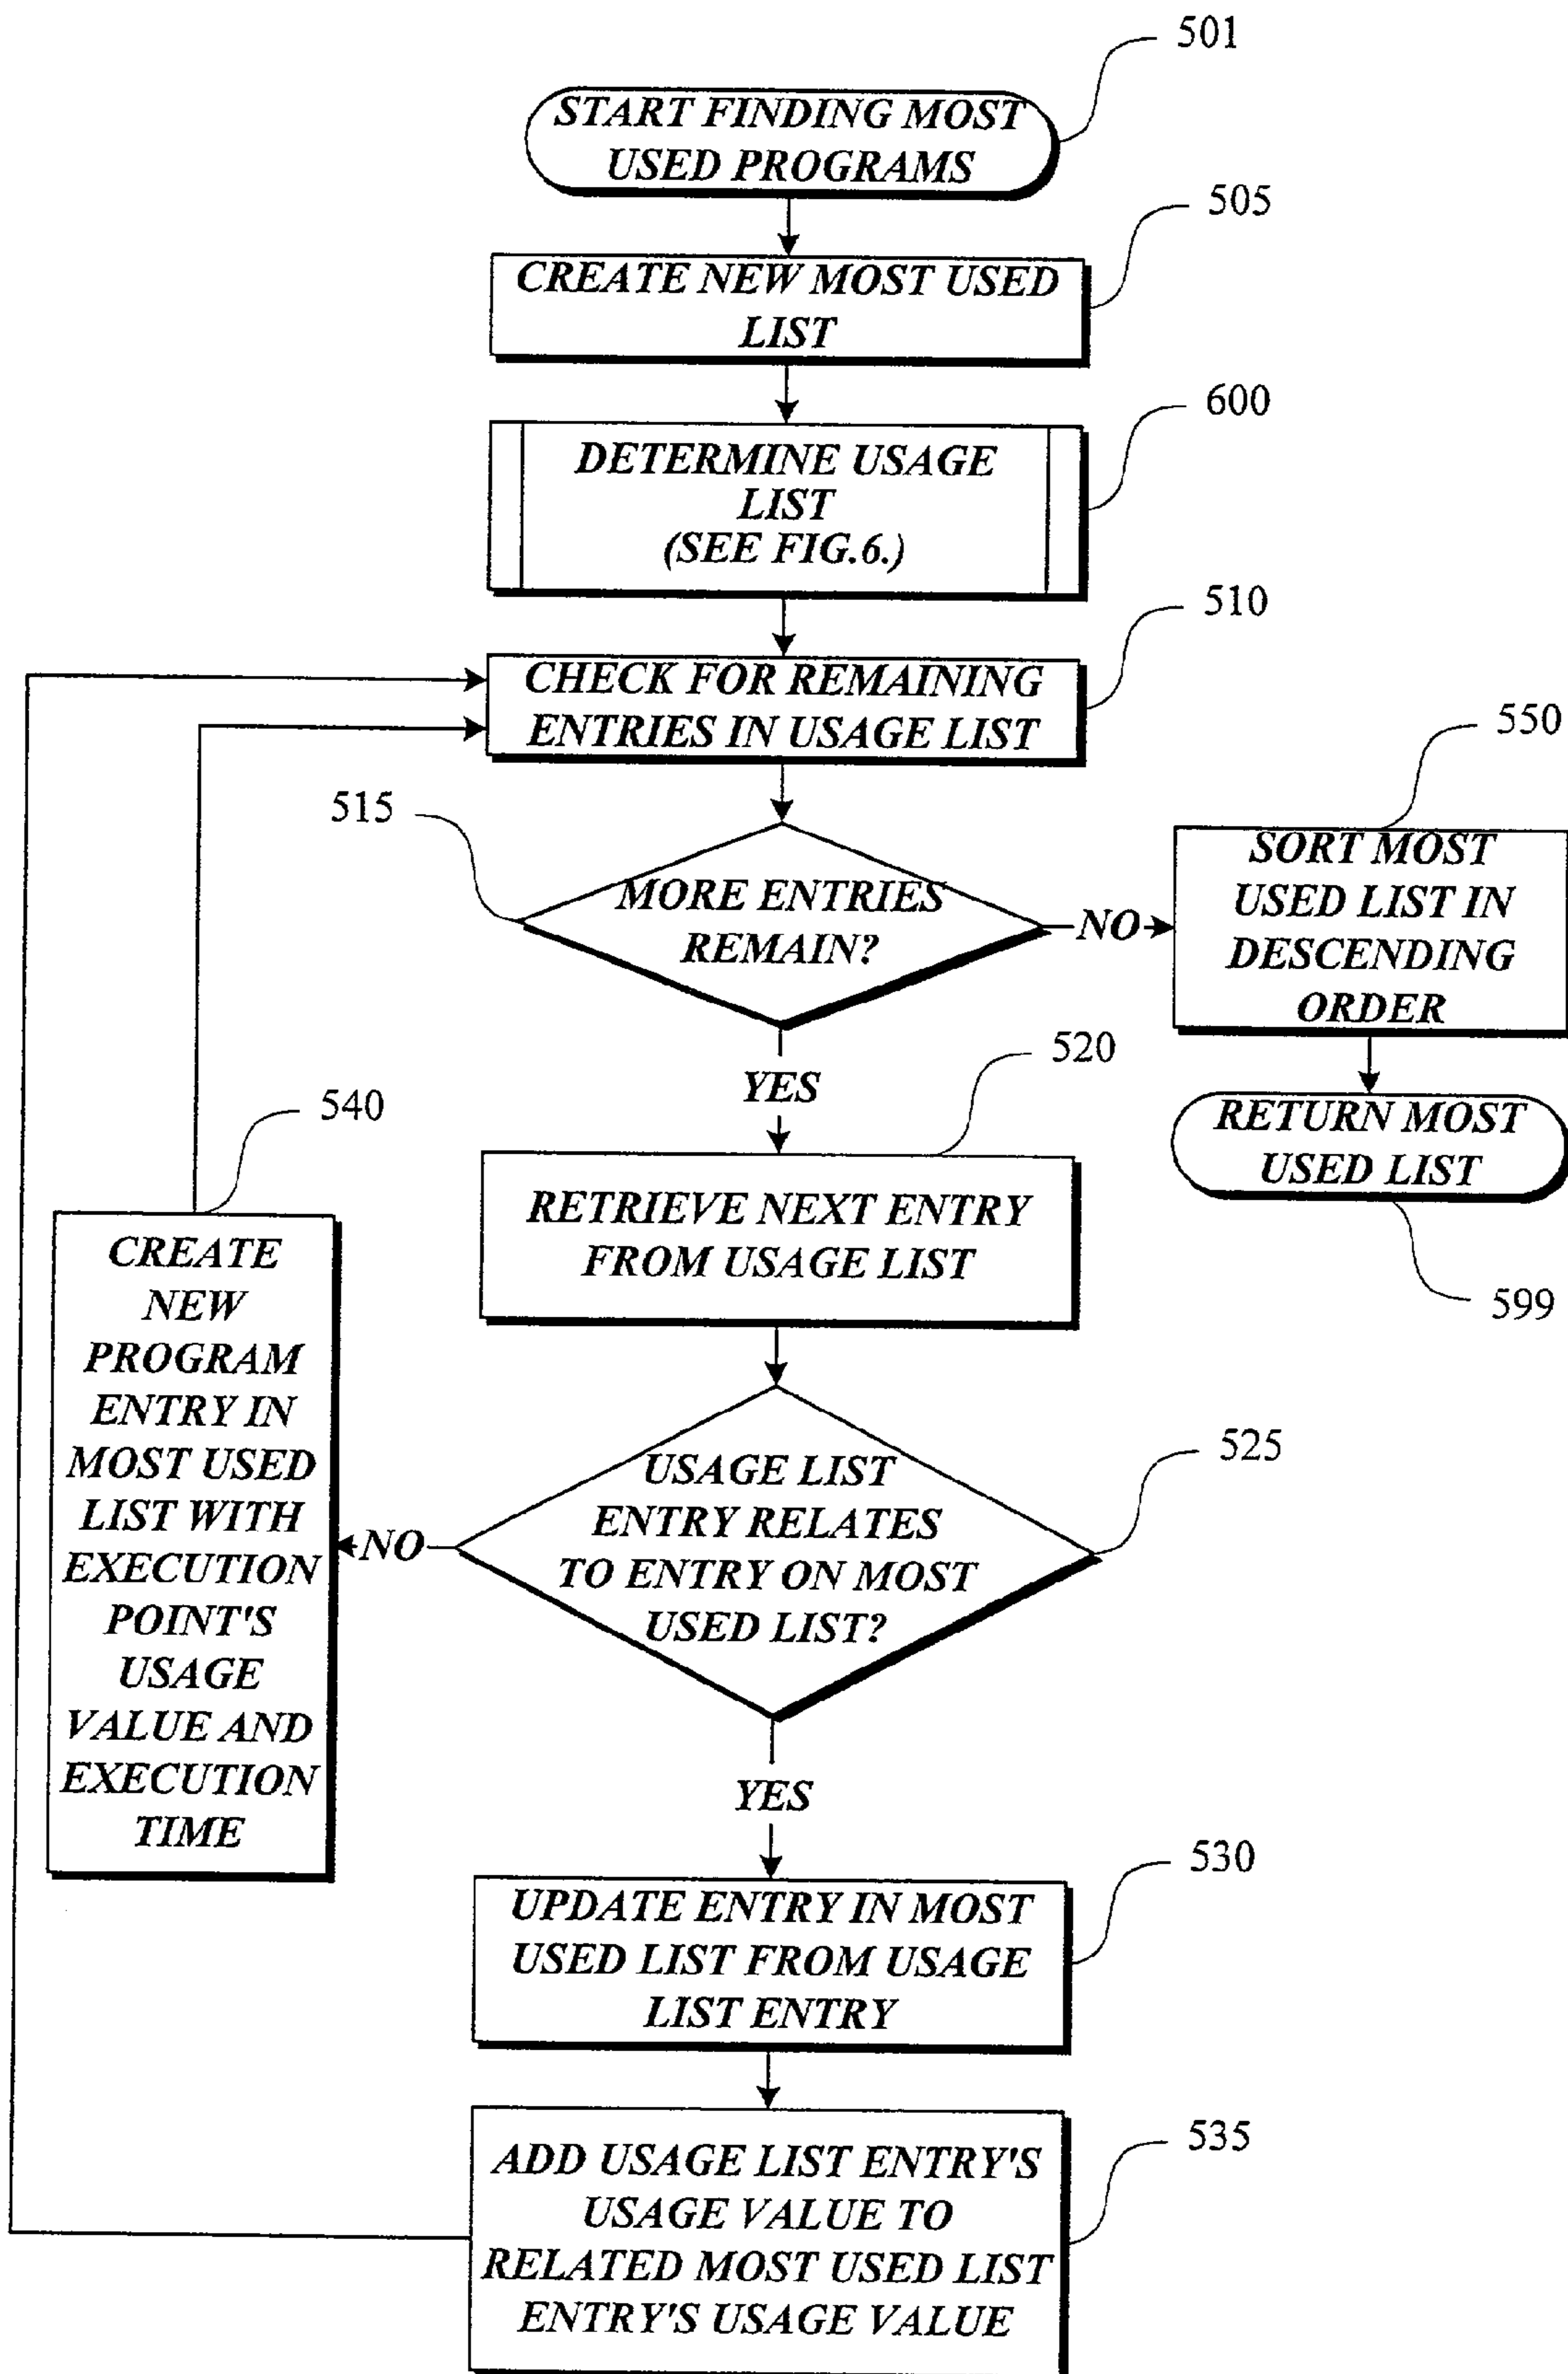 501
START FINDING MOST
USED PROGRAMS
505
CREATE NEW MOST USED
LIST
600
DETERMINE USAGE
LIST
(SEE FIG.6.)
510
CHECK FOR REMAINING
ENTRIES IN USAGE LIST
515
MORE ENTRIES
REMAIN?
NO
550
SORT MOST
USED LIST IN
DESCENDING
ORDER
RETURN MOST
USED LIST
599
YES
520
RETRIEVE NEXT ENTRY
FROM USAGE LIST
525
USAGE LIST
ENTRY RELATES
TO ENTRY ON MOST
USED LIST?
NO
540
CREATE
NEW
PROGRAM
ENTRY IN
MOST USED
LIST WITH
EXECUTION
POINT'S
USAGE
VALUE AND
EXECUTION
TIME
YES
530
UPDATE ENTRY IN MOST
USED LIST FROM USAGE
LIST ENTRY
535
ADD USAGE LIST ENTRY'S
USAGE VALUE TO
RELATED MOST USED LIST
ENTRY'S USAGE VALUE